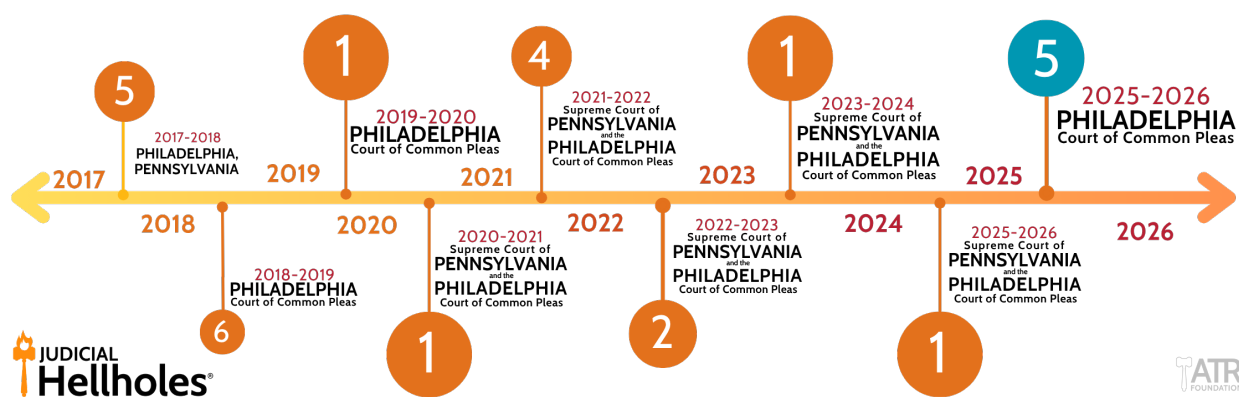 5
2017-2018
PHILADELPHIA,
PENNSYLVANIA
1
2019-2020
PHILADELPHIA
Court of Common Pleas
4
2021-2022
Supreme Court of
PENNSYLVANIA
and the
PHILADELPHIA
Court of Common Pleas
1
2023-2024
Supreme Court of
PENNSYLVANIA
and the
PHILADELPHIA
Court of Common Pleas
5
2025-2026
PHILADELPHIA
Court of Common Pleas
2017
2019
2021
2023
2025
2018
2020
2022
2024
2026
2018-2019
PHILADELPHIA
Court of Common Pleas
6
2020-2021
Supreme Court of
PENNSYLVANIA
and the
PHILADELPHIA
Court of Common Pleas
1
2022-2023
Supreme Court of
PENNSYLVANIA
and the
PHILADELPHIA
Court of Common Pleas
2
2025-2026
Supreme Court of
PENNSYLVANIA
and the
PHILADELPHIA
Court of Common Pleas
1
JUDICIAL
Hellholes®
ATR
FOUNDATION